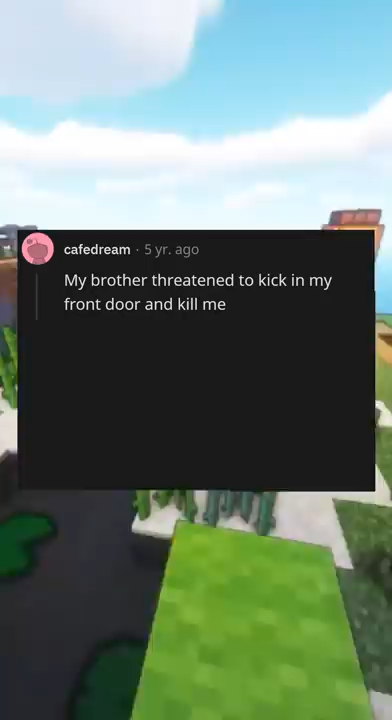 cafedream · 5 yr. ago
My brother threatened to kick in my
front door and kill me